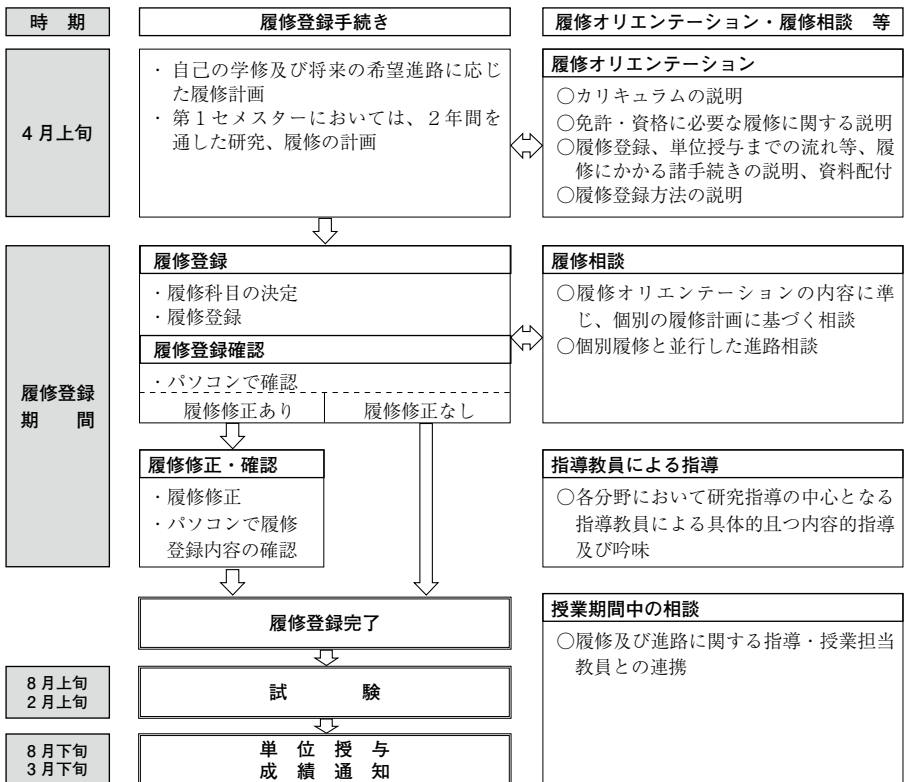 時 期
履修登録手続き
履修オリエンテーション・履修相談 等
4月上旬
・自己の学修及び将来の希望進路に応じ
た履修計画
・第1セメスターにおいては、2年間を
通した研究、履修の計画
履修オリエンテーション
○カリキュラムの説明
○免許・資格に必要な履修に関する説明
○履修登録、単位授与までの流れ等、履
修にかかる諸手続きの説明、資料配付
○履修登録方法の説明
履修登録
期 間
履修登録
・履修科目の決定
・履修登録
履修登録確認
・パソコンで確認
履修修正あり
履修修正なし
履修相談
○履修オリエンテーションの内容に準
じ、個別の履修計画に基づく相談
○個別履修と並行した進路相談
履修修正・確認
・履修修正
・パソコンで履修
登録内容の確認
指導教員による指導
○各分野において研究指導の中心となる
指導教員による具体的且つ内容的指導
及び吟味
履修登録完了
授業期間中の相談
○履修及び進路に関する指導・授業担当
教員との連携
8月上旬
2月上旬
試 験
8月下旬
3月下旬
単 位 授 与
成 績 通 知